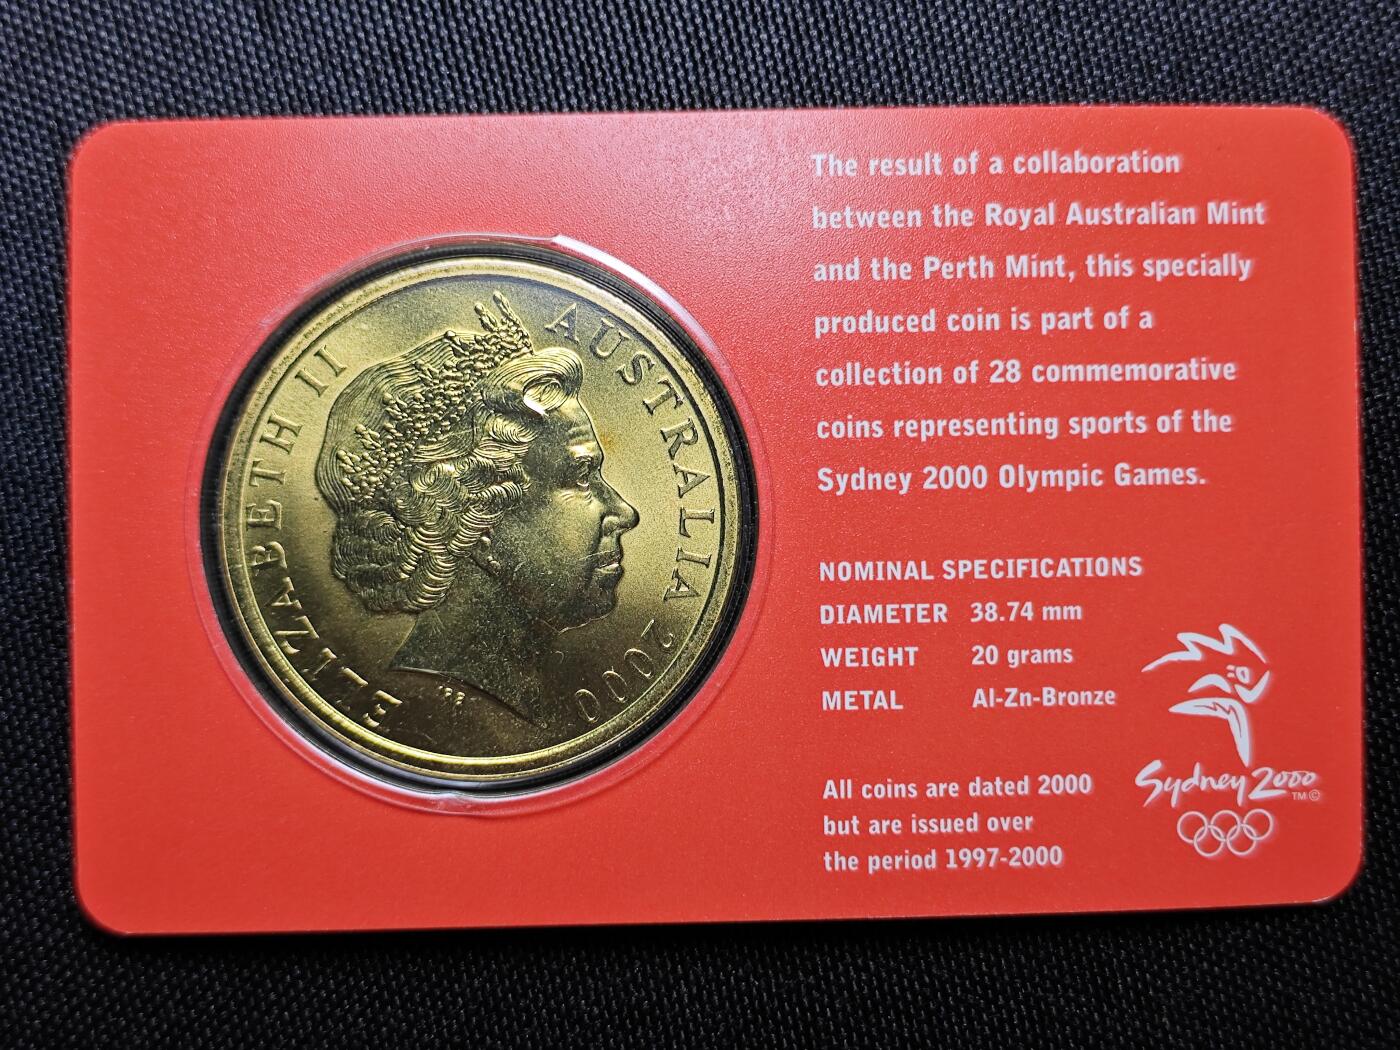 ELIZABETH II
AUSTRALIA 2000
The result of a collaboration
between the Royal Australian Mint
and the Perth Mint, this specially
produced coin is part of a
collection of 28 commemorative
coins representing sports of the
Sydney 2000 Olympic Games.
NOMINAL SPECIFICATIONS
DIAMETER 38.74 mm
WEIGHT 20 grams
METAL Al-Zn-Bronze
All coins are dated 2000
but are issued over
the period 1997-2000
Sydney 2000
TM©